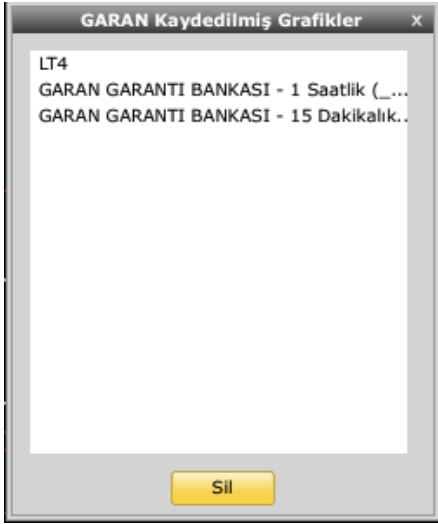 GARAN Kaydedilmiş Grafikler x
LT4
GARAN GARANTI BANKASI - 1 Saatlik (_...
GARAN GARANTI BANKASI - 15 Dakikalık..
Sil